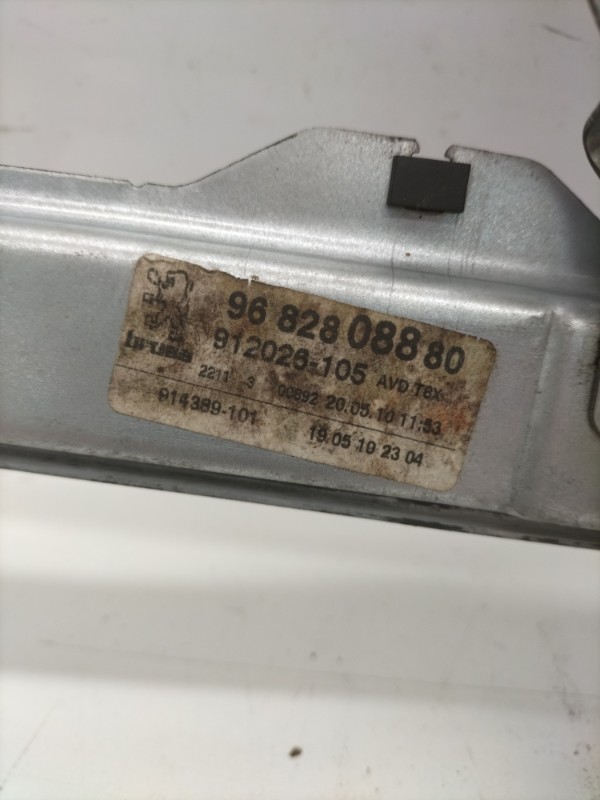 96 828 088 80
brose
912026-105 AVD T8X
2211 3 00892 20.05.10 11:53
914389-101 19 05 10 23 04